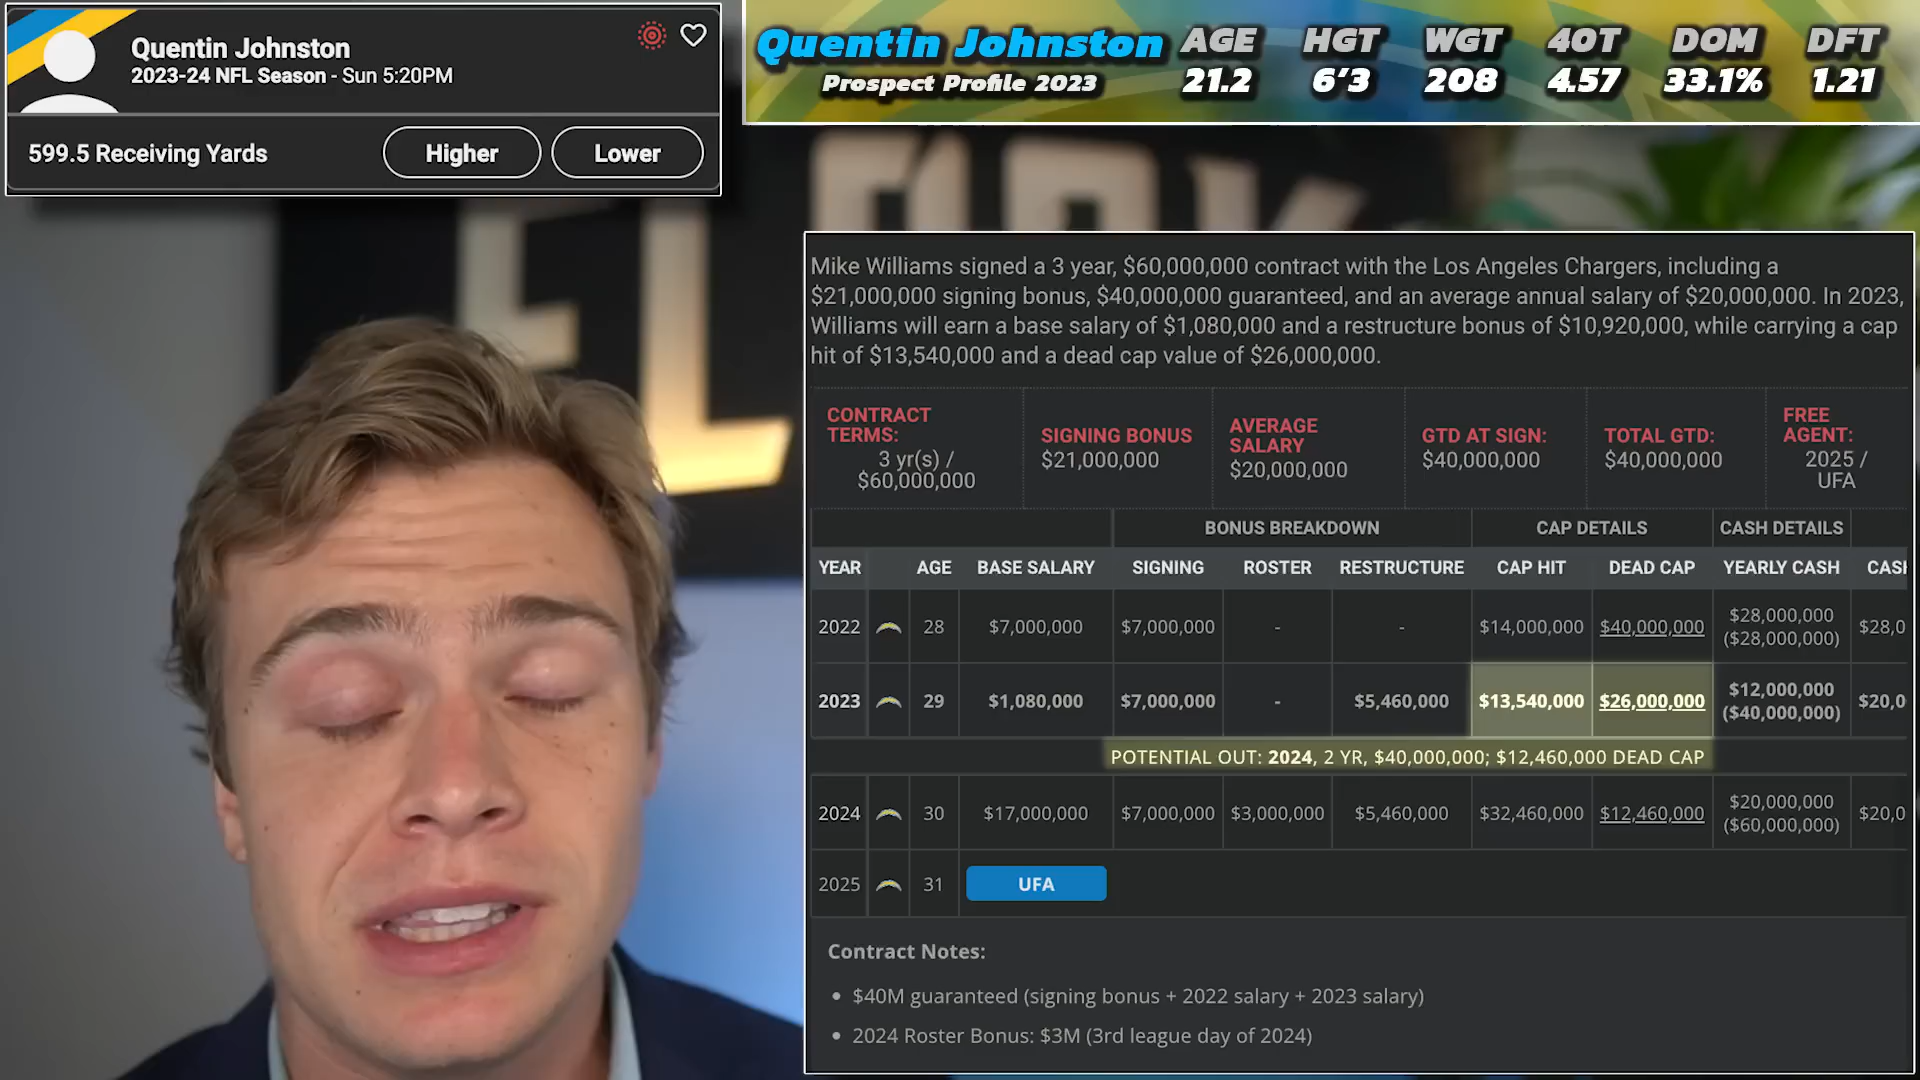 Quentin Johnston
2023-24 NFL Season - Sun 5:20PM
599.5 Receiving Yards
Higher
Lower
Quentin Johnston
Prospect Profile 2023
AGE HGT WGT 40T DOM DFT
21.2 6'3 208 4.57 33.1% 1.21
Mike Williams signed a 3 year, $60,000,000 contract with the Los Angeles Chargers, including a
$21,000,000 signing bonus, $40,000,000 guaranteed, and an average annual salary of $20,000,000. In 2023,
Williams will earn a base salary of $1,080,000 and a restructure bonus of $10,920,000, while carrying a cap
hit of $13,540,000 and a dead cap value of $26,000,000.
CONTRACT
TERMS:
3 yr(s) /
$60,000,000
SIGNING BONUS
$21,000,000
AVERAGE
SALARY
$20,000,000
GTD AT SIGN:
$40,000,000
TOTAL GTD:
$40,000,000
FREE
AGENT:
2025 /
UFA
BONUS BREAKDOWN CAP DETAILS CASH DETAILS
YEAR AGE BASE SALARY SIGNING ROSTER RESTRUCTURE CAP HIT DEAD CAP YEARLY CASH CASH
2022 28 $7,000,000 $7,000,000 - - $14,000,000 $40,000,000 $28,000,000 ($28,000,000) $28,0
2023 29 $1,080,000 $7,000,000 - $5,460,000 $13,540,000 $26,000,000 $12,000,000 ($40,000,000) $20,0
POTENTIAL OUT: 2024, 2 YR, $40,000,000; $12,460,000 DEAD CAP
2024 30 $17,000,000 $7,000,000 $3,000,000 $5,460,000 $32,460,000 $12,460,000 $20,000,000 ($60,000,000) $20,0
2025 31 UFA
Contract Notes:
• $40M guaranteed (signing bonus + 2022 salary + 2023 salary)
• 2024 Roster Bonus: $3M (3rd league day of 2024)